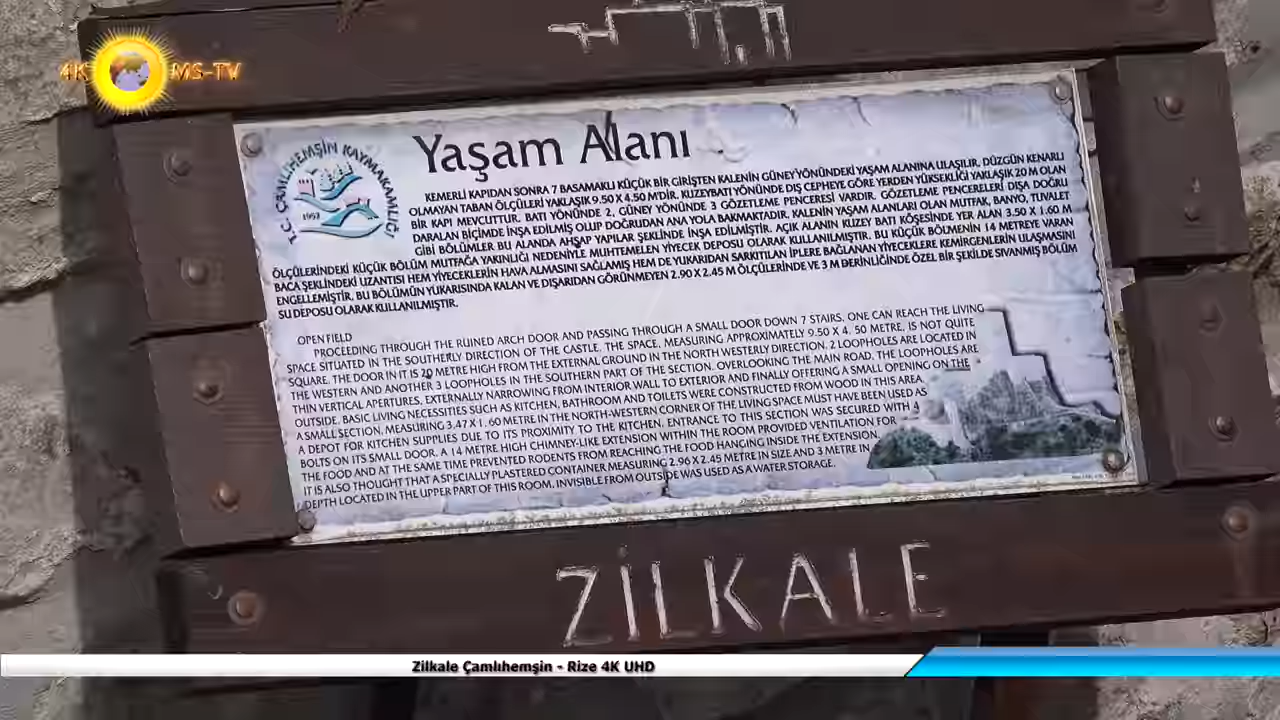 4K MS-TV
T.C. ÇAMLIHEMŞİN KAYMAKAMLIĞI
1957
Yaşam Alanı
KEMERLİ KAPIDAN SONRA 7 BASAMAKLI KÜÇÜK BİR GİRİŞTEN KALENİN GÜNEY YÖNÜNDEKİ YAŞAM ALANINA ULAŞILIR. DÜZGÜN KENARLI
OLMAYAN TABAN ÖLÇÜLERİ YAKLAŞIK 9.50 X 4.50 M'DİR. KUZEYBATI YÖNÜNDE DIŞ CEPHEYE GÖRE YERDEN YÜKSEKLİĞİ YAKLAŞIK 20 M OLAN
BİR KAPI MEVCUTTUR. BATI YÖNÜNDE 2, GÜNEY YÖNÜNDE 3 GÖZETLEME PENCERESİ VARDIR. GÖZETLEME PENCERELERİ DIŞA DOĞRU
DARALAN BİÇİMDE İNŞA EDİLMİŞ OLUP DOĞRUDAN ANA YOLA BAKMAKTADIR. KALENİN YAŞAM ALANLARI OLAN MUTFAK, BANYO, TUVALET
GİBİ BÖLÜMLER BU ALANDA AHŞAP YAPILAR ŞEKLİNDE İNŞA EDİLMİŞTİR. AÇIK ALANIN KUZEY BATI KÖŞESİNDE YER ALAN 3.50 X 1.60 M
ÖLÇÜLERİNDEKİ KÜÇÜK BÖLÜM MUTFAĞA YAKINLIĞI NEDENİYLE MUHTEMELEN YİYECEK DEPOSU OLARAK KULLANILMIŞTIR. BU KÜÇÜK BÖLMENİN 14 METREYE VARAN
BACA ŞEKLİNDEKİ UZANTISI HEM YİYECEKLERİN HAVA ALMASINI SAĞLAMIŞ HEM DE YUKARIDAN SARKITILAN İPLERE BAĞLANAN YİYECEKLERE KEMİRGENLERİN ULAŞMASINI
ENGELLEMİŞTİR. BU BÖLÜMÜN YUKARISINDA KALAN VE DIŞARIDAN GÖRÜNMEYEN 2.90 X 2.45 M ÖLÇÜLERİNDE VE 3 M DERİNLİĞİNDE ÖZEL BİR ŞEKİLDE SIVANMIŞ BÖLÜM
SU DEPOSU OLARAK KULLANILMIŞTIR.
OPEN FIELD
PROCEEDING THROUGH THE RUINED ARCH DOOR AND PASSING THROUGH A SMALL DOOR DOWN 7 STAIRS, ONE CAN REACH THE LIVING
SPACE SITUATED IN THE SOUTHERLY DIRECTION OF THE CASTLE. THE SPACE, MEASURING APPROXIMATELY 9.50 X 4. 50 METRE, IS NOT QUITE
SQUARE. THE DOOR IN IT IS 20 METRE HIGH FROM THE EXTERNAL GROUND IN THE NORTH WESTERLY DIRECTION. 2 LOOPHOLES ARE LOCATED IN
THE WESTERN AND ANOTHER 3 LOOPHOLES IN THE SOUTHERN PART OF THE SECTION. OVERLOOKING THE MAIN ROAD, THE LOOPHOLES ARE
THIN VERTICAL APERTURES, EXTERNALLY NARROWING FROM INTERIOR WALL TO EXTERIOR AND FINALLY OFFERING A SMALL OPENING ON THE
OUTSIDE. BASIC LIVING NECESSITIES SUCH AS KITCHEN, BATHROOM AND TOILETS WERE CONSTRUCTED FROM WOOD IN THIS AREA.
A SMALL SECTION, MEASURING 3.47 X 1. 60 METRE IN THE NORTH-WESTERN CORNER OF THE LIVING SPACE MUST HAVE BEEN USED AS
A DEPOT FOR KITCHEN SUPPLIES DUE TO ITS PROXIMITY TO THE KITCHEN. ENTRANCE TO THIS SECTION WAS SECURED WITH 4
BOLTS ON ITS SMALL DOOR. A 14 METRE HIGH CHIMNEY-LIKE EXTENSION WITHIN THE ROOM PROVIDED VENTILATION FOR
THE FOOD AND AT THE SAME TIME PREVENTED RODENTS FROM REACHING THE FOOD HANGING INSIDE THE EXTENSION.
IT IS ALSO THOUGH THAT A SPECIALLY PLASTERED CONTAINER MEASURING 2.96 X 2.45 METRE IN SIZE AND 3 METRE IN
DEPTH LOCATED IN THE UPPER PART OF THIS ROOM, INVISIBLE FROM OUTSIDE WAS USED AS A WATER STORAGE.
ZİLKALE
Zilkale Çamlıhemşin - Rize 4K UHD